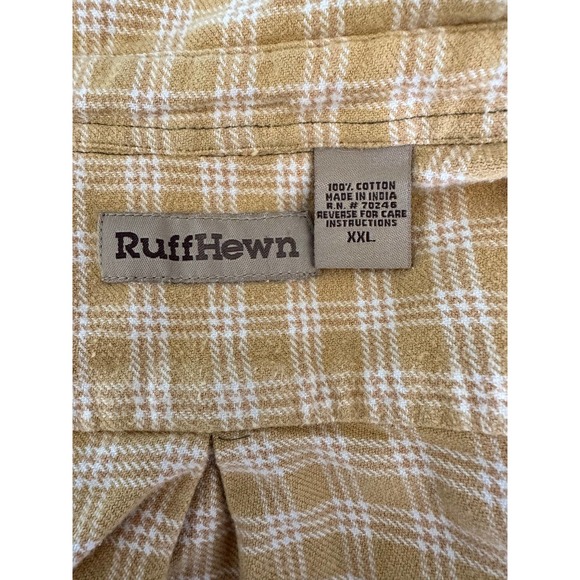 RuffHewn
100% COTTON
MADE IN INDIA
R.N. # 70246
REVERSE FOR CARE
INSTRUCTIONS
XXL